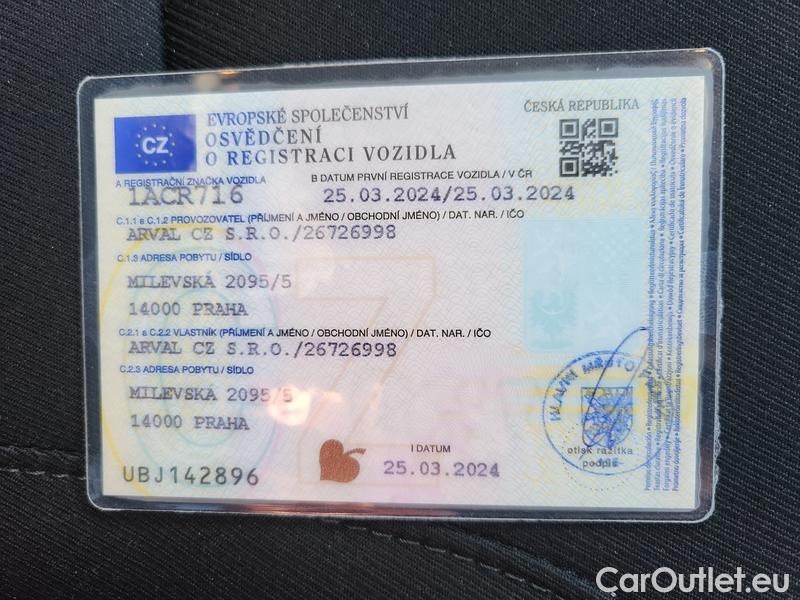 EVROPSKÉ SPOLEČENSTVÍ
ČESKÁ REPUBLIKA
CZ
OSVĚDČENÍ
O REGISTRACI VOZIDLA
A REGISTRAČNÍ ZNAČKA VOZIDLA
B DATUM PRVNÍ REGISTRACE VOZIDLA / V ČR
1ACR716
25.03.2024/25.03.2024
C.1.1 a C.1.2 PROVOZOVATEL (PŘÍJMENÍ A JMÉNO / OBCHODNÍ JMÉNO) / DAT. NAR. / IČO
ARVAL CZ S.R.O./26726998
C.1.3 ADRESA POBYTU / SÍDLO
MILEVSKÁ 2095/5
14000 PRAHA
C.2.1 a C.2.2 VLASTNÍK (PŘÍJMENÍ A JMÉNO / OBCHODNÍ JMÉNO) / DAT. NAR. / IČO
ARVAL CZ S.R.O./26726998
C.2.3 ADRESA POBYTU / SÍDLO
MILEVSKÁ 2095/5
14000 PRAHA
HLAVNÍ MĚSTO
otisk razítka
podpis
I DATUM
25.03.2024
UBJ142896
CarOutlet.eu